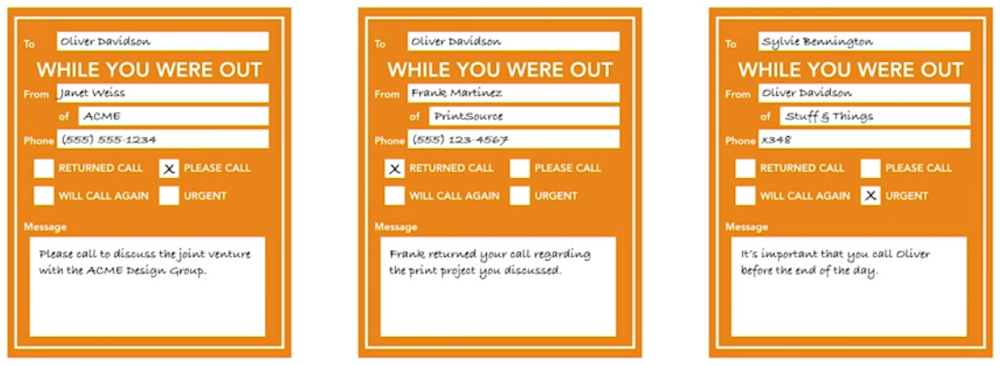 To Oliver Davidson
WHILE YOU WERE OUT
From Janet Weiss
of ACME
Phone (555) 555-1234
RETURNED CALL X PLEASE CALL
WILL CALL AGAIN URGENT
Message
Please call to discuss the joint venture
with the ACME Design Group.
To Oliver Davidson
WHILE YOU WERE OUT
From Frank Martinez
of PrintSource
Phone (555) 123-4567
X RETURNED CALL PLEASE CALL
WILL CALL AGAIN URGENT
Message
Frank returned your call regarding
the print project you discussed.
To Sylvie Bennington
WHILE YOU WERE OUT
From Oliver Davidson
of Stuff & Things
Phone x348
RETURNED CALL PLEASE CALL
WILL CALL AGAIN X URGENT
Message
It's important that you call Oliver
before the end of the day.